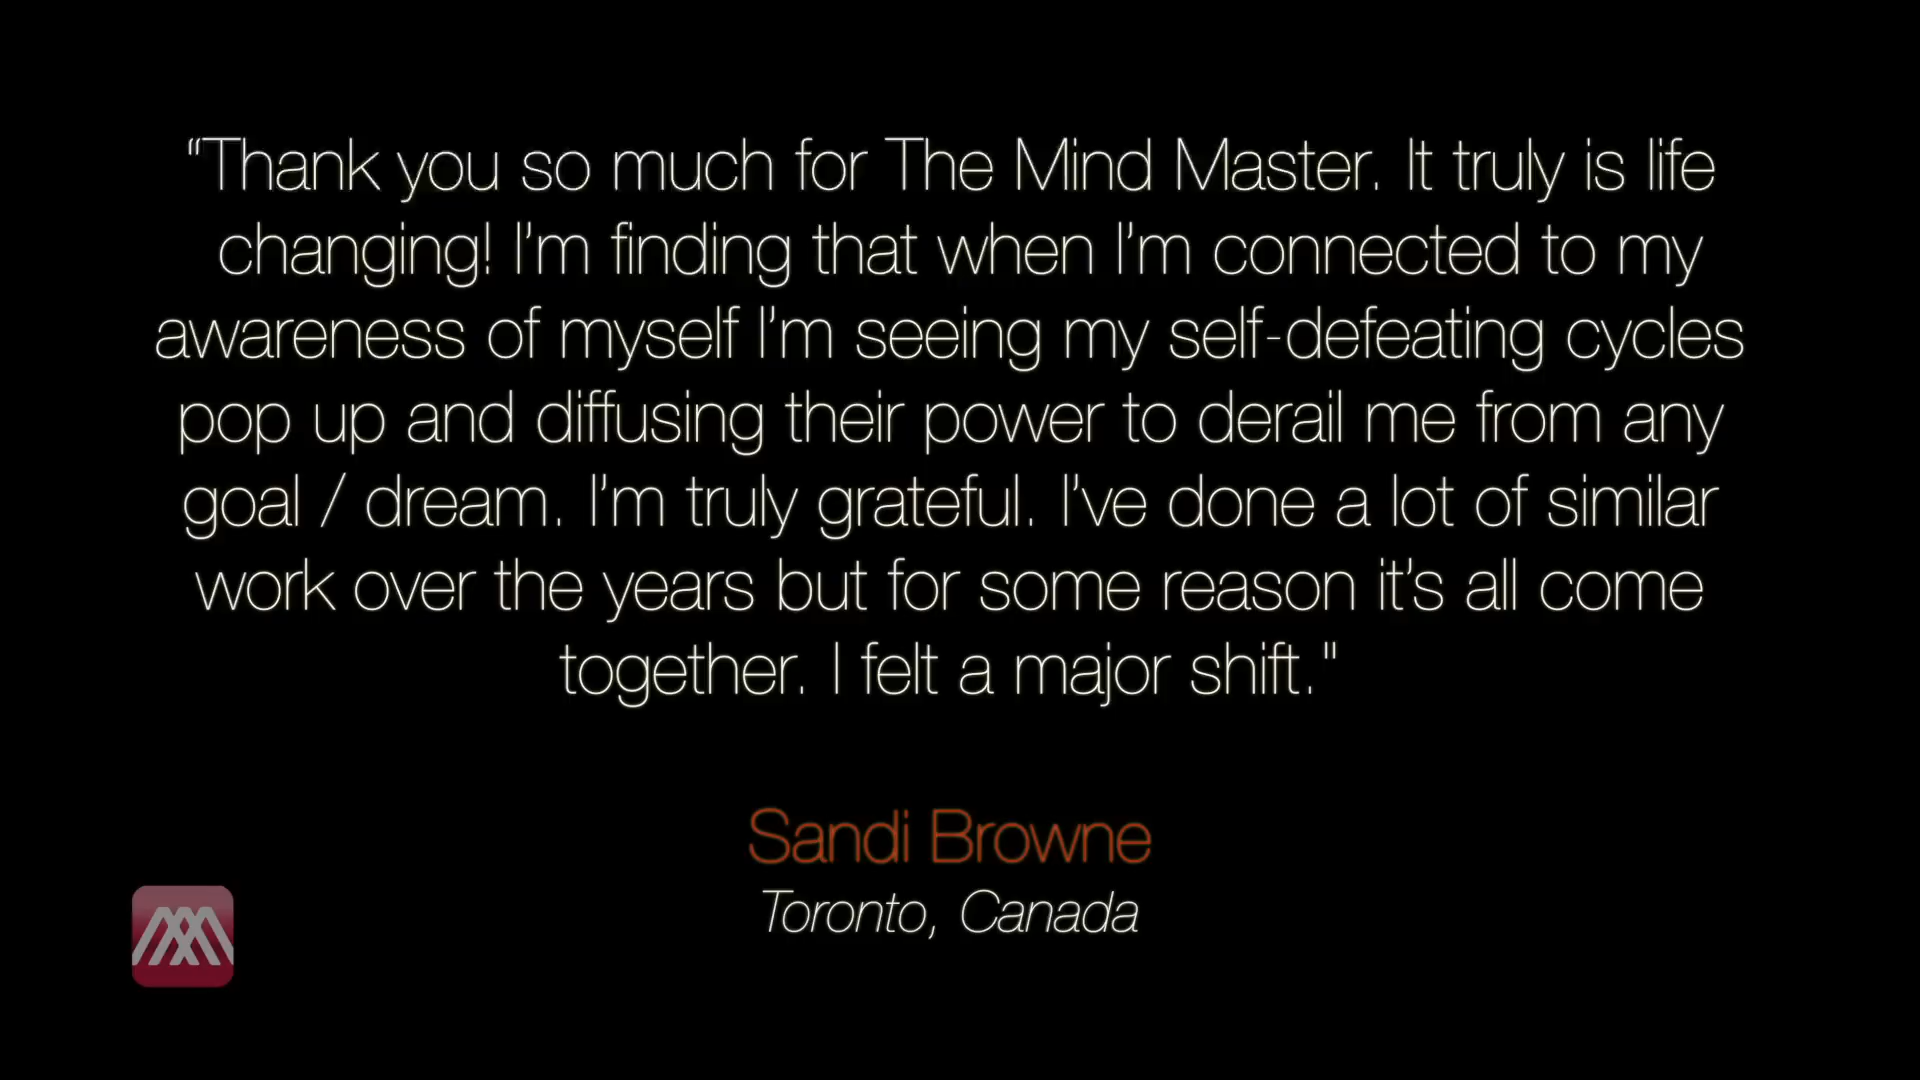 “Thank you so much for The Mind Master. It truly is life
changing! I’m finding that when I’m connected to my
awareness of myself I’m seeing my self-defeating cycles
pop up and diffusing their power to derail me from any
goal / dream. I’m truly grateful. I’ve done a lot of similar
work over the years but for some reason it’s all come
together. I felt a major shift."
Sandi Browne
Toronto, Canada